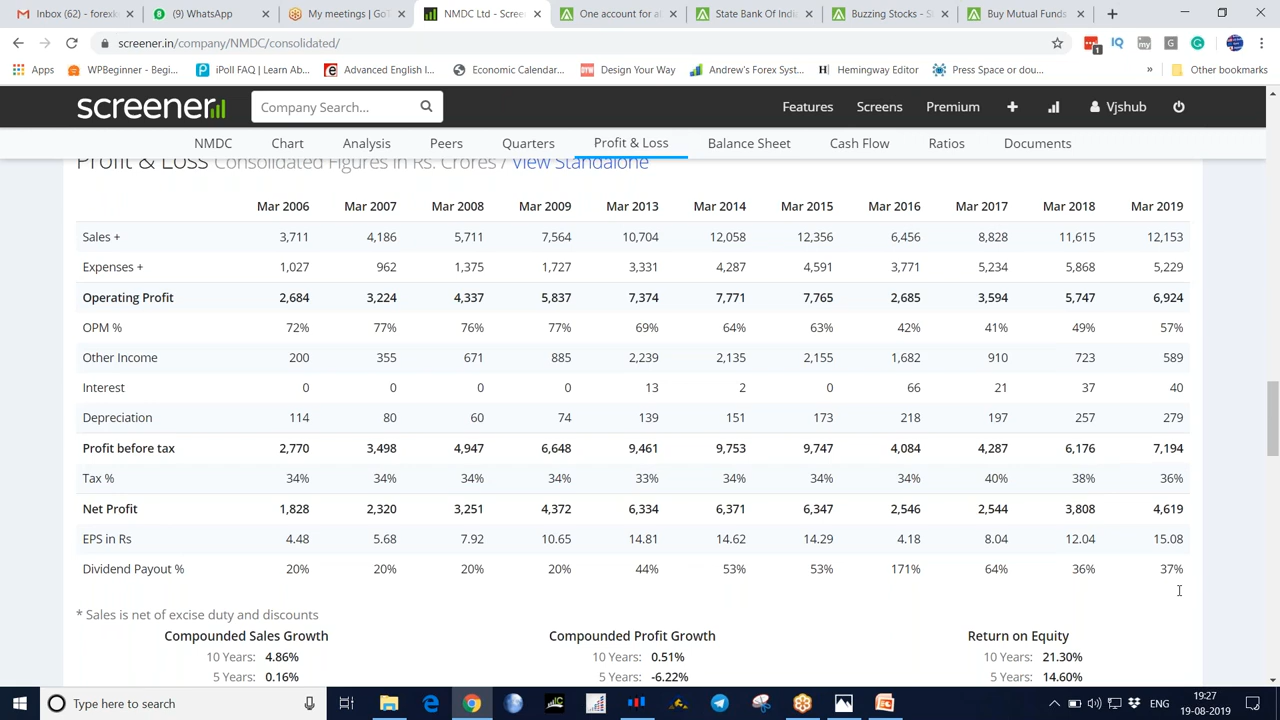 Inbox (62) - forexk
(9) WhatsApp
My meetings | GoT
NMDC Ltd - Scree
One account for a
State Bank Of Indi
Buzzing Stocks - S
Buy Mutual Funds
screener.in/company/NMDC/consolidated/
Apps
WPBeginner - Begi...
iPoll FAQ | Learn Ab...
Advanced English I...
Economic Calendar...
Design Your Way
Andrew's Forex Syst...
Hemingway Editor
Press Space or dou...
»
Other bookmarks
screener
Company Search...
Features
Screens
Premium
Vjshub
NMDC
Chart
Analysis
Peers
Quarters
Profit & Loss
Balance Sheet
Cash Flow
Ratios
Documents
Profit & Loss Consolidated Figures in Rs. Crores / View Standalone
Mar 2006 Mar 2007 Mar 2008 Mar 2009 Mar 2013 Mar 2014 Mar 2015 Mar 2016 Mar 2017 Mar 2018 Mar 2019
Sales + 3,711 4,186 5,711 7,564 10,704 12,058 12,356 6,456 8,828 11,615 12,153
Expenses + 1,027 962 1,375 1,727 3,331 4,287 4,591 3,771 5,234 5,868 5,229
Operating Profit 2,684 3,224 4,337 5,837 7,374 7,771 7,765 2,685 3,594 5,747 6,924
OPM % 72% 77% 76% 77% 69% 64% 63% 42% 41% 49% 57%
Other Income 200 355 671 885 2,239 2,135 2,155 1,682 910 723 589
Interest 0 0 0 0 13 2 0 66 21 37 40
Depreciation 114 80 60 74 139 151 173 218 197 257 279
Profit before tax 2,770 3,498 4,947 6,648 9,461 9,753 9,747 4,084 4,287 6,176 7,194
Tax % 34% 34% 34% 34% 33% 34% 34% 34% 40% 38% 36%
Net Profit 1,828 2,320 3,251 4,372 6,334 6,371 6,347 2,546 2,544 3,808 4,619
EPS in Rs 4.48 5.68 7.92 10.65 14.81 14.62 14.29 4.18 8.04 12.04 15.08
Dividend Payout % 20% 20% 20% 20% 44% 53% 53% 171% 64% 36% 37%
* Sales is net of excise duty and discounts
Compounded Sales Growth
10 Years: 4.86%
5 Years: 0.16%
Compounded Profit Growth
10 Years: 0.51%
5 Years: -6.22%
Return on Equity
10 Years: 21.30%
5 Years: 14.60%
Type here to search
ENG
19:27
19-08-2019